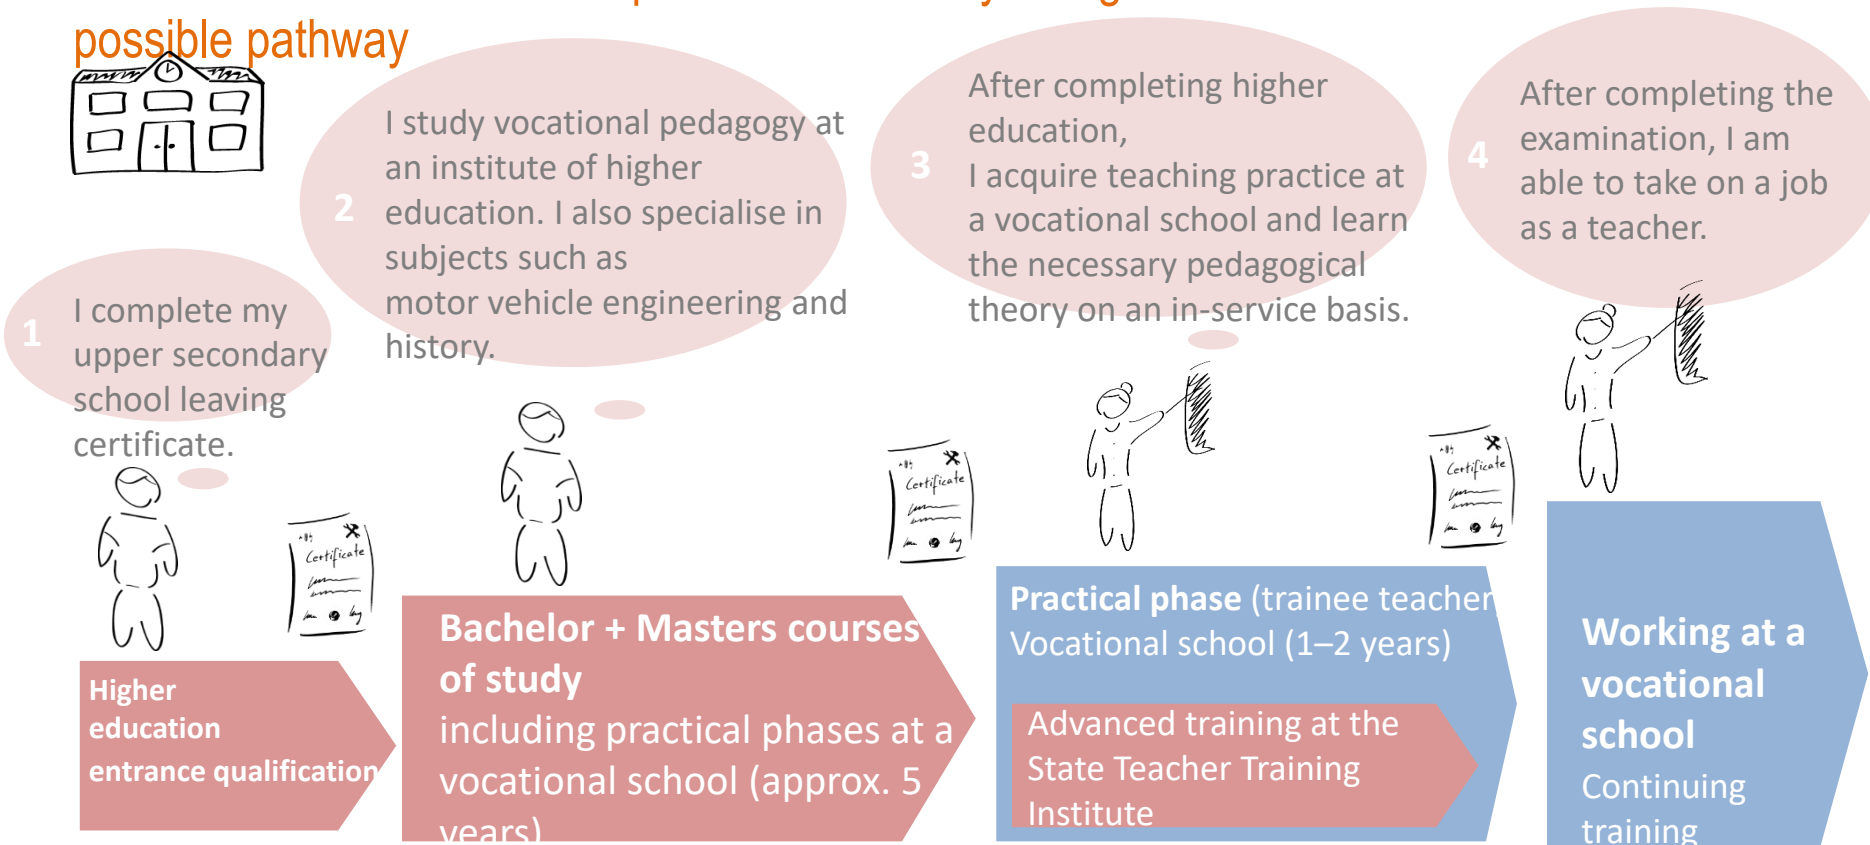 possible pathway
1
I complete my
upper secondary
school leaving
certificate.
2
I study vocational pedagogy at
an institute of higher
education. I also specialise in
subjects such as
motor vehicle engineering and
history.
3
After completing higher
education,
I acquire teaching practice at
a vocational school and learn
the necessary pedagogical
theory on an in-service basis.
4
After completing the
examination, I am
able to take on a job
as a teacher.
Certificate
Certificate
Certificate
Higher
education
entrance qualification
Bachelor + Masters courses
of study
including practical phases at a
vocational school (approx. 5
years)
Practical phase (trainee teacher
Vocational school (1–2 years)
Advanced training at the
State Teacher Training
Institute
Working at a
vocational
school
Continuing
training